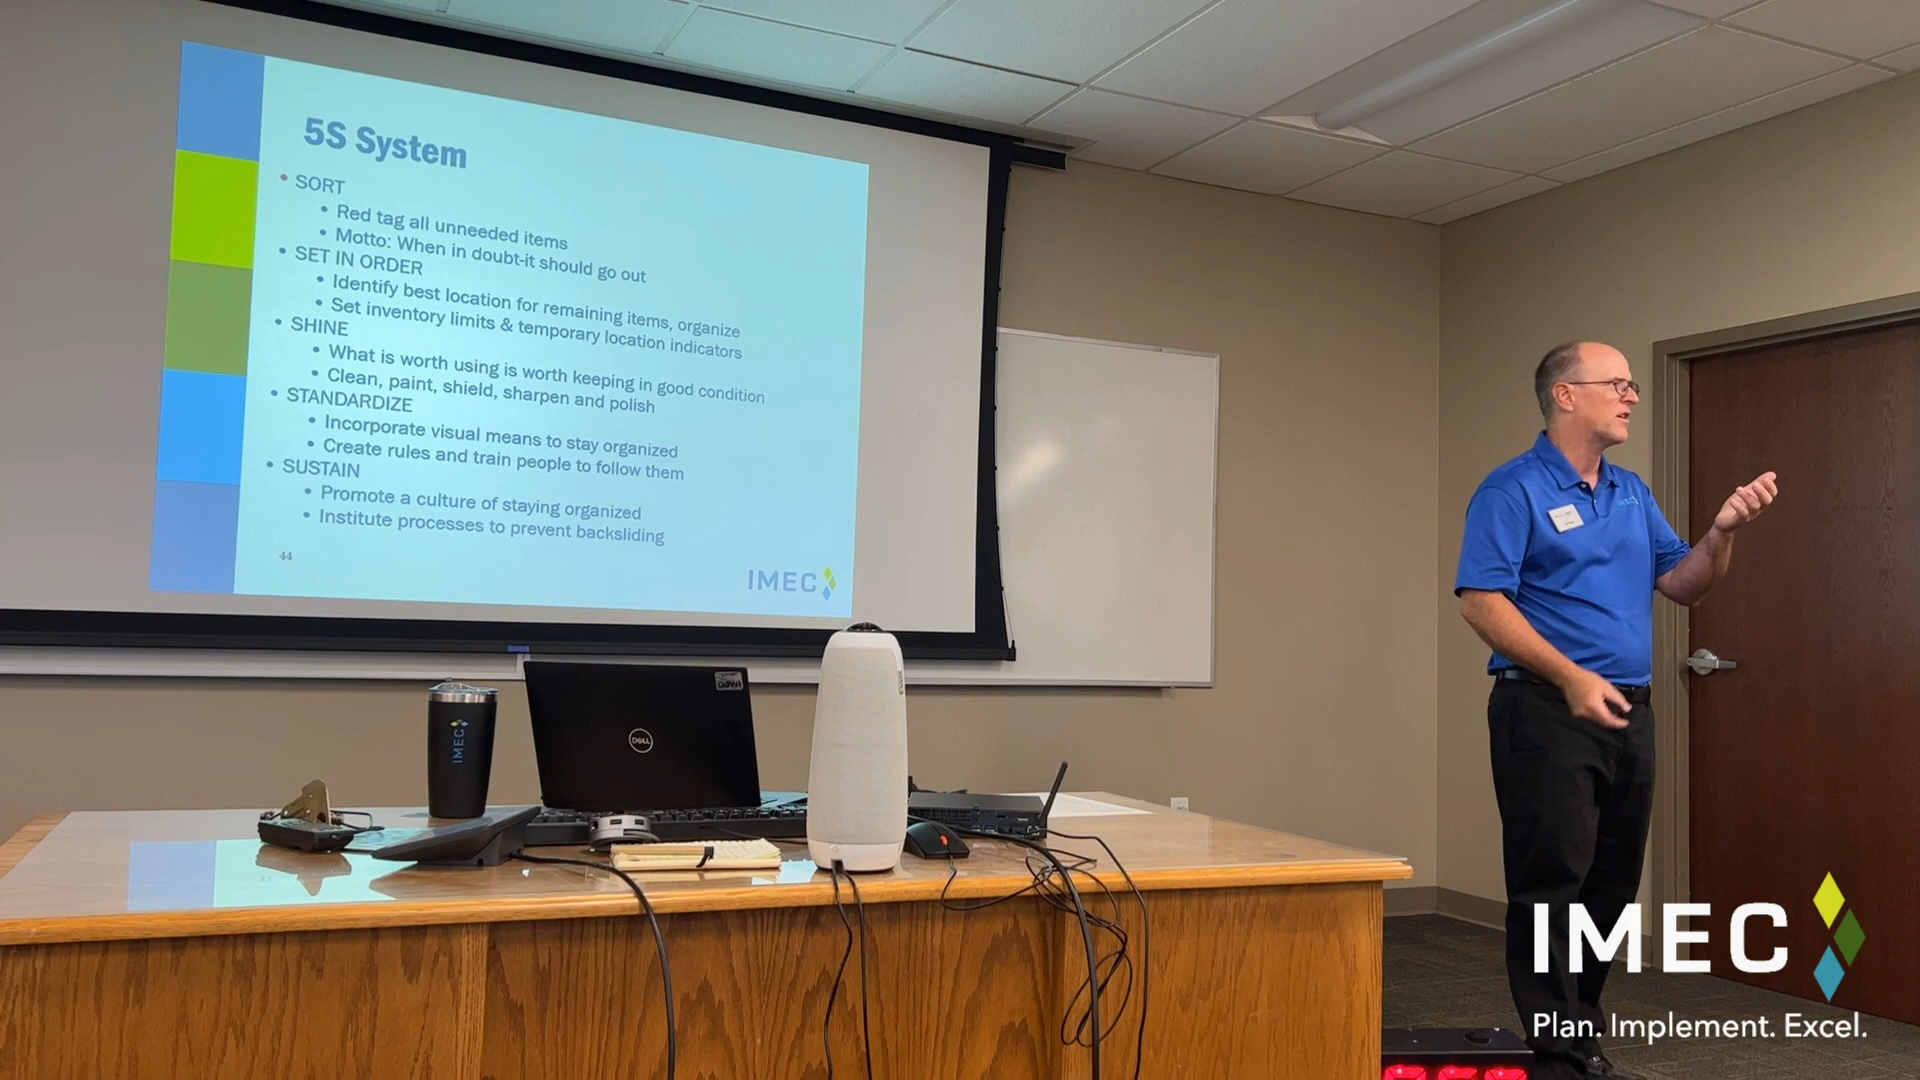 5S System
• SORT
• Red tag all unneeded items
• Motto: When in doubt-it should go out
• SET IN ORDER
• Identify best location for remaining items, organize
• Set inventory limits & temporary location indicators
• SHINE
• What is worth using is worth keeping in good condition
• Clean, paint, shield, sharpen and polish
• STANDARDIZE
• Incorporate visual means to stay organized
• Create rules and train people to follow them
• SUSTAIN
• Promote a culture of staying organized
• Institute processes to prevent backsliding
44
IMEC
IMEC
DELL
IMEC
IMEC
IMEC
Plan. Implement. Excel.